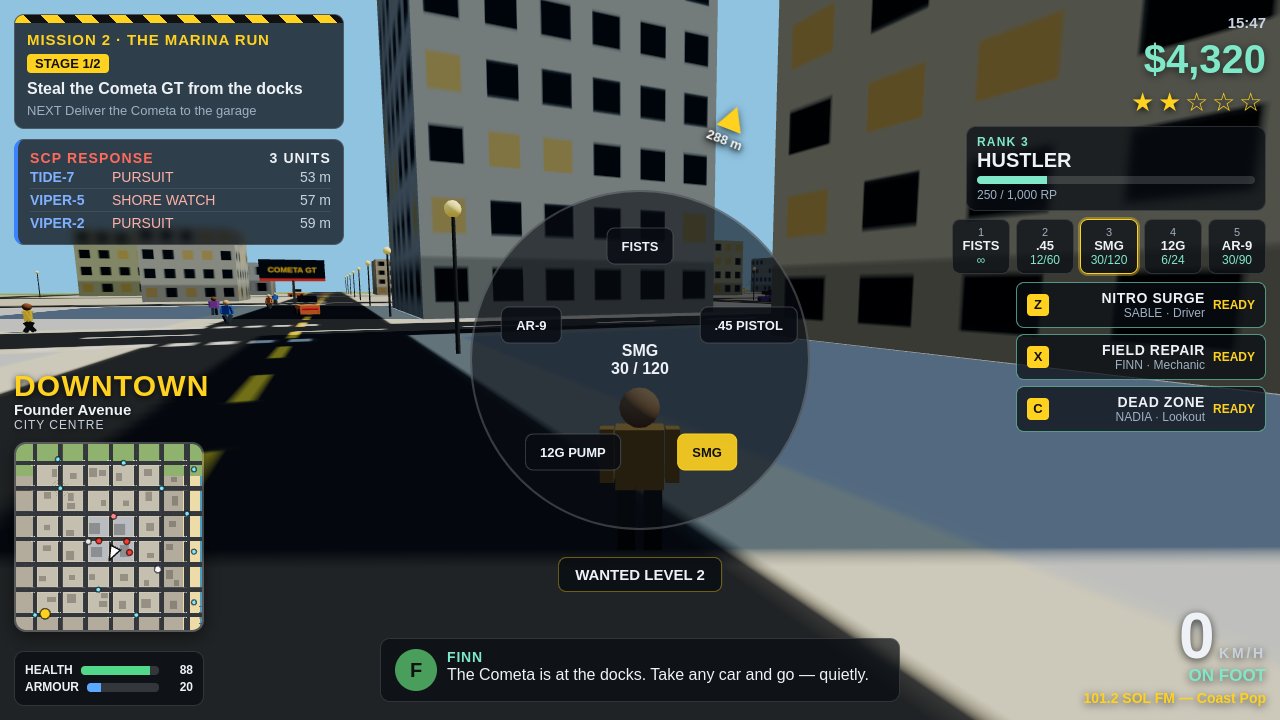 MISSION 2 · THE MARINA RUN
STAGE 1/2
Steal the Cometa GT from the docks
NEXT Deliver the Cometa to the garage
SCP RESPONSE 3 UNITS
TIDE-7 PURSUIT 53 m
VIPER-5 SHORE WATCH 57 m
VIPER-2 PURSUIT 59 m
COMETA GT
288 m
15:47
$4,320
★★☆☆☆
RANK 3
HUSTLER
250 / 1,000 RP
1 2 3 4 5
FISTS .45 SMG 12G AR-9
∞ 12/60 30/120 6/24 30/90
Z NITRO SURGE READY
SABLE · Driver
X FIELD REPAIR READY
FINN · Mechanic
C DEAD ZONE READY
NADIA · Lookout
FISTS
AR-9 .45 PISTOL
SMG
30 / 120
12G PUMP SMG
WANTED LEVEL 2
DOWNTOWN
Founder Avenue
CITY CENTRE
HEALTH 88
ARMOUR 20
F FINN
The Cometa is at the docks. Take any car and go — quietly.
0 KM/H
ON FOOT
101.2 SOL FM — Coast Pop